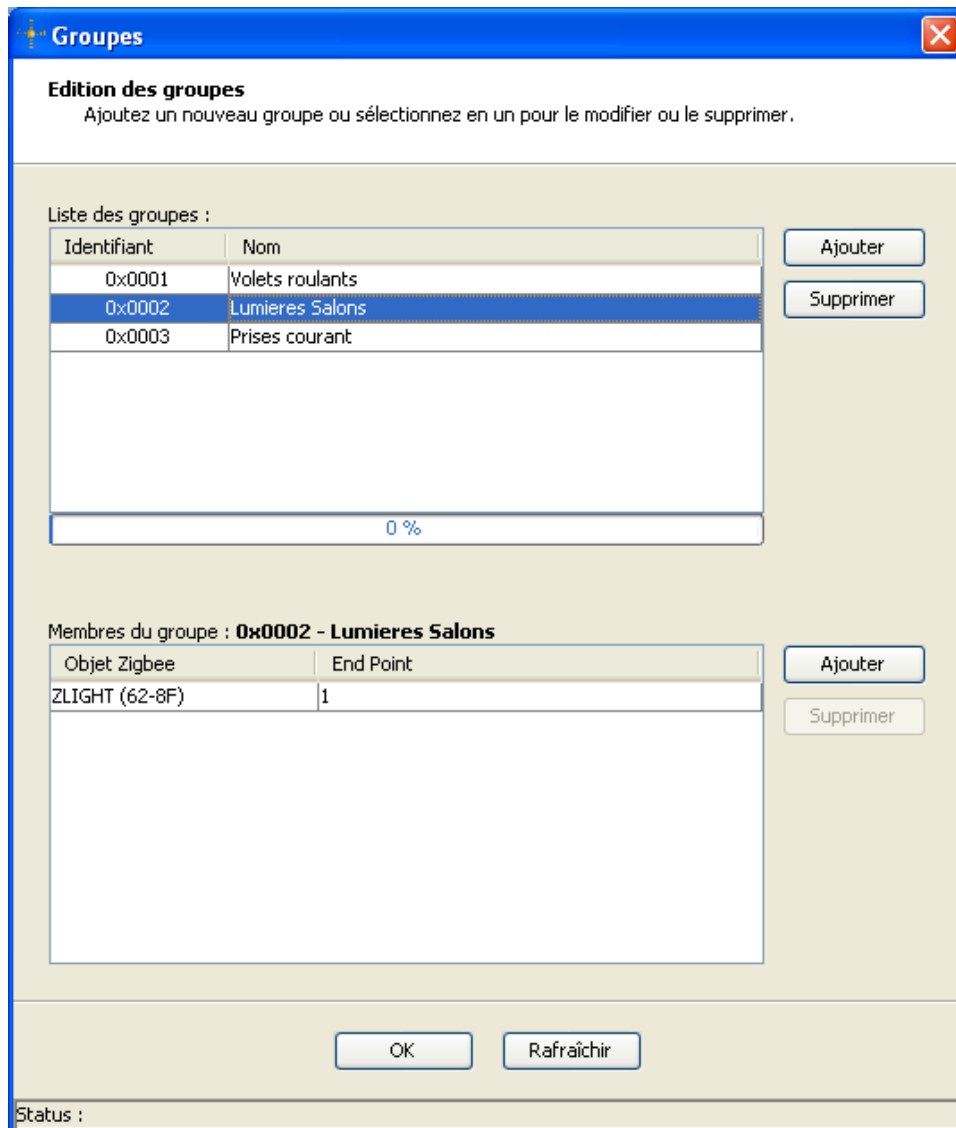 Groupes
Edition des groupes
Ajoutez un nouveau groupe ou sélectionnez en un pour le modifier ou le supprimer.
Liste des groupes :
Identifiant Nom
Ajouter
0x0001 Volets roulants
Supprimer
0x0002 Lumieres Salons
0x0003 Prises courant
0 %
Membres du groupe : 0x0002 - Lumieres Salons
Objet Zigbee End Point
Ajouter
ZLIGHT (62-8F) 1
Supprimer
OK Rafraîchir
Status :